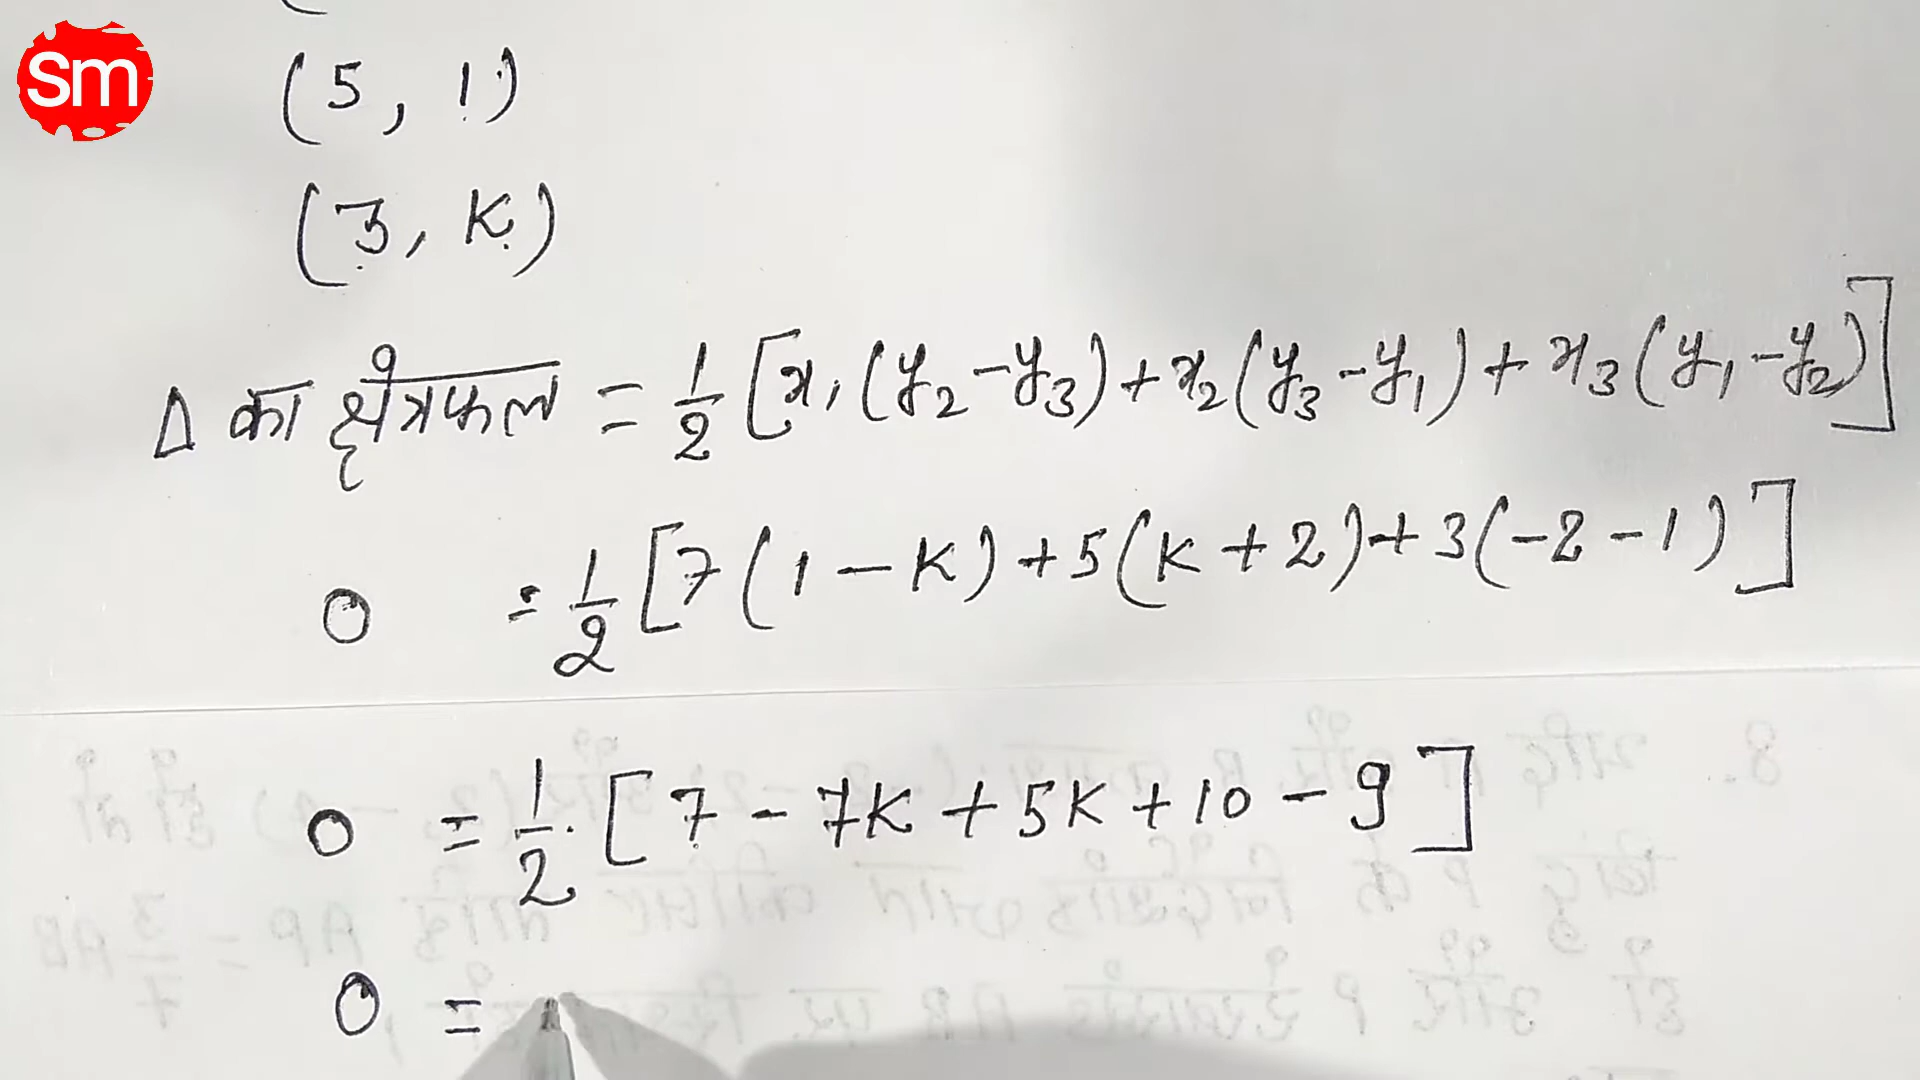 Sm
(5, 1)
(3, K)
Δ का क्षेत्रफल = 1/2 [x₁(y₂-y₃)+x₂(y₃-y₁)+x₃(y₁-y₂)]
0 = 1/2 [7(1-K)+5(K+2)+3(-2-1)]
0 = 1/2 [7-7K+5K+10-9]
0 =